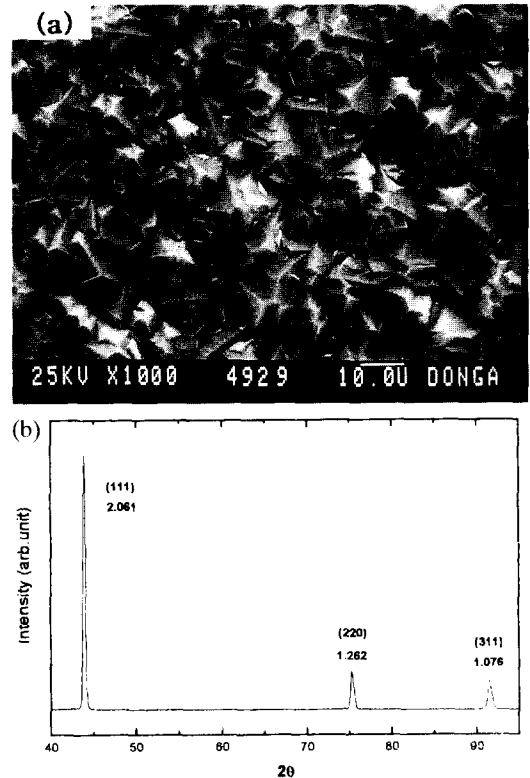 (a)
25KV X1000 4929 10.0U DONGA
(b)
Intensity (arb.unit)
(111)
2.061
(220)
1.262
(311)
1.076
40 50 60 70 80 90
2θ